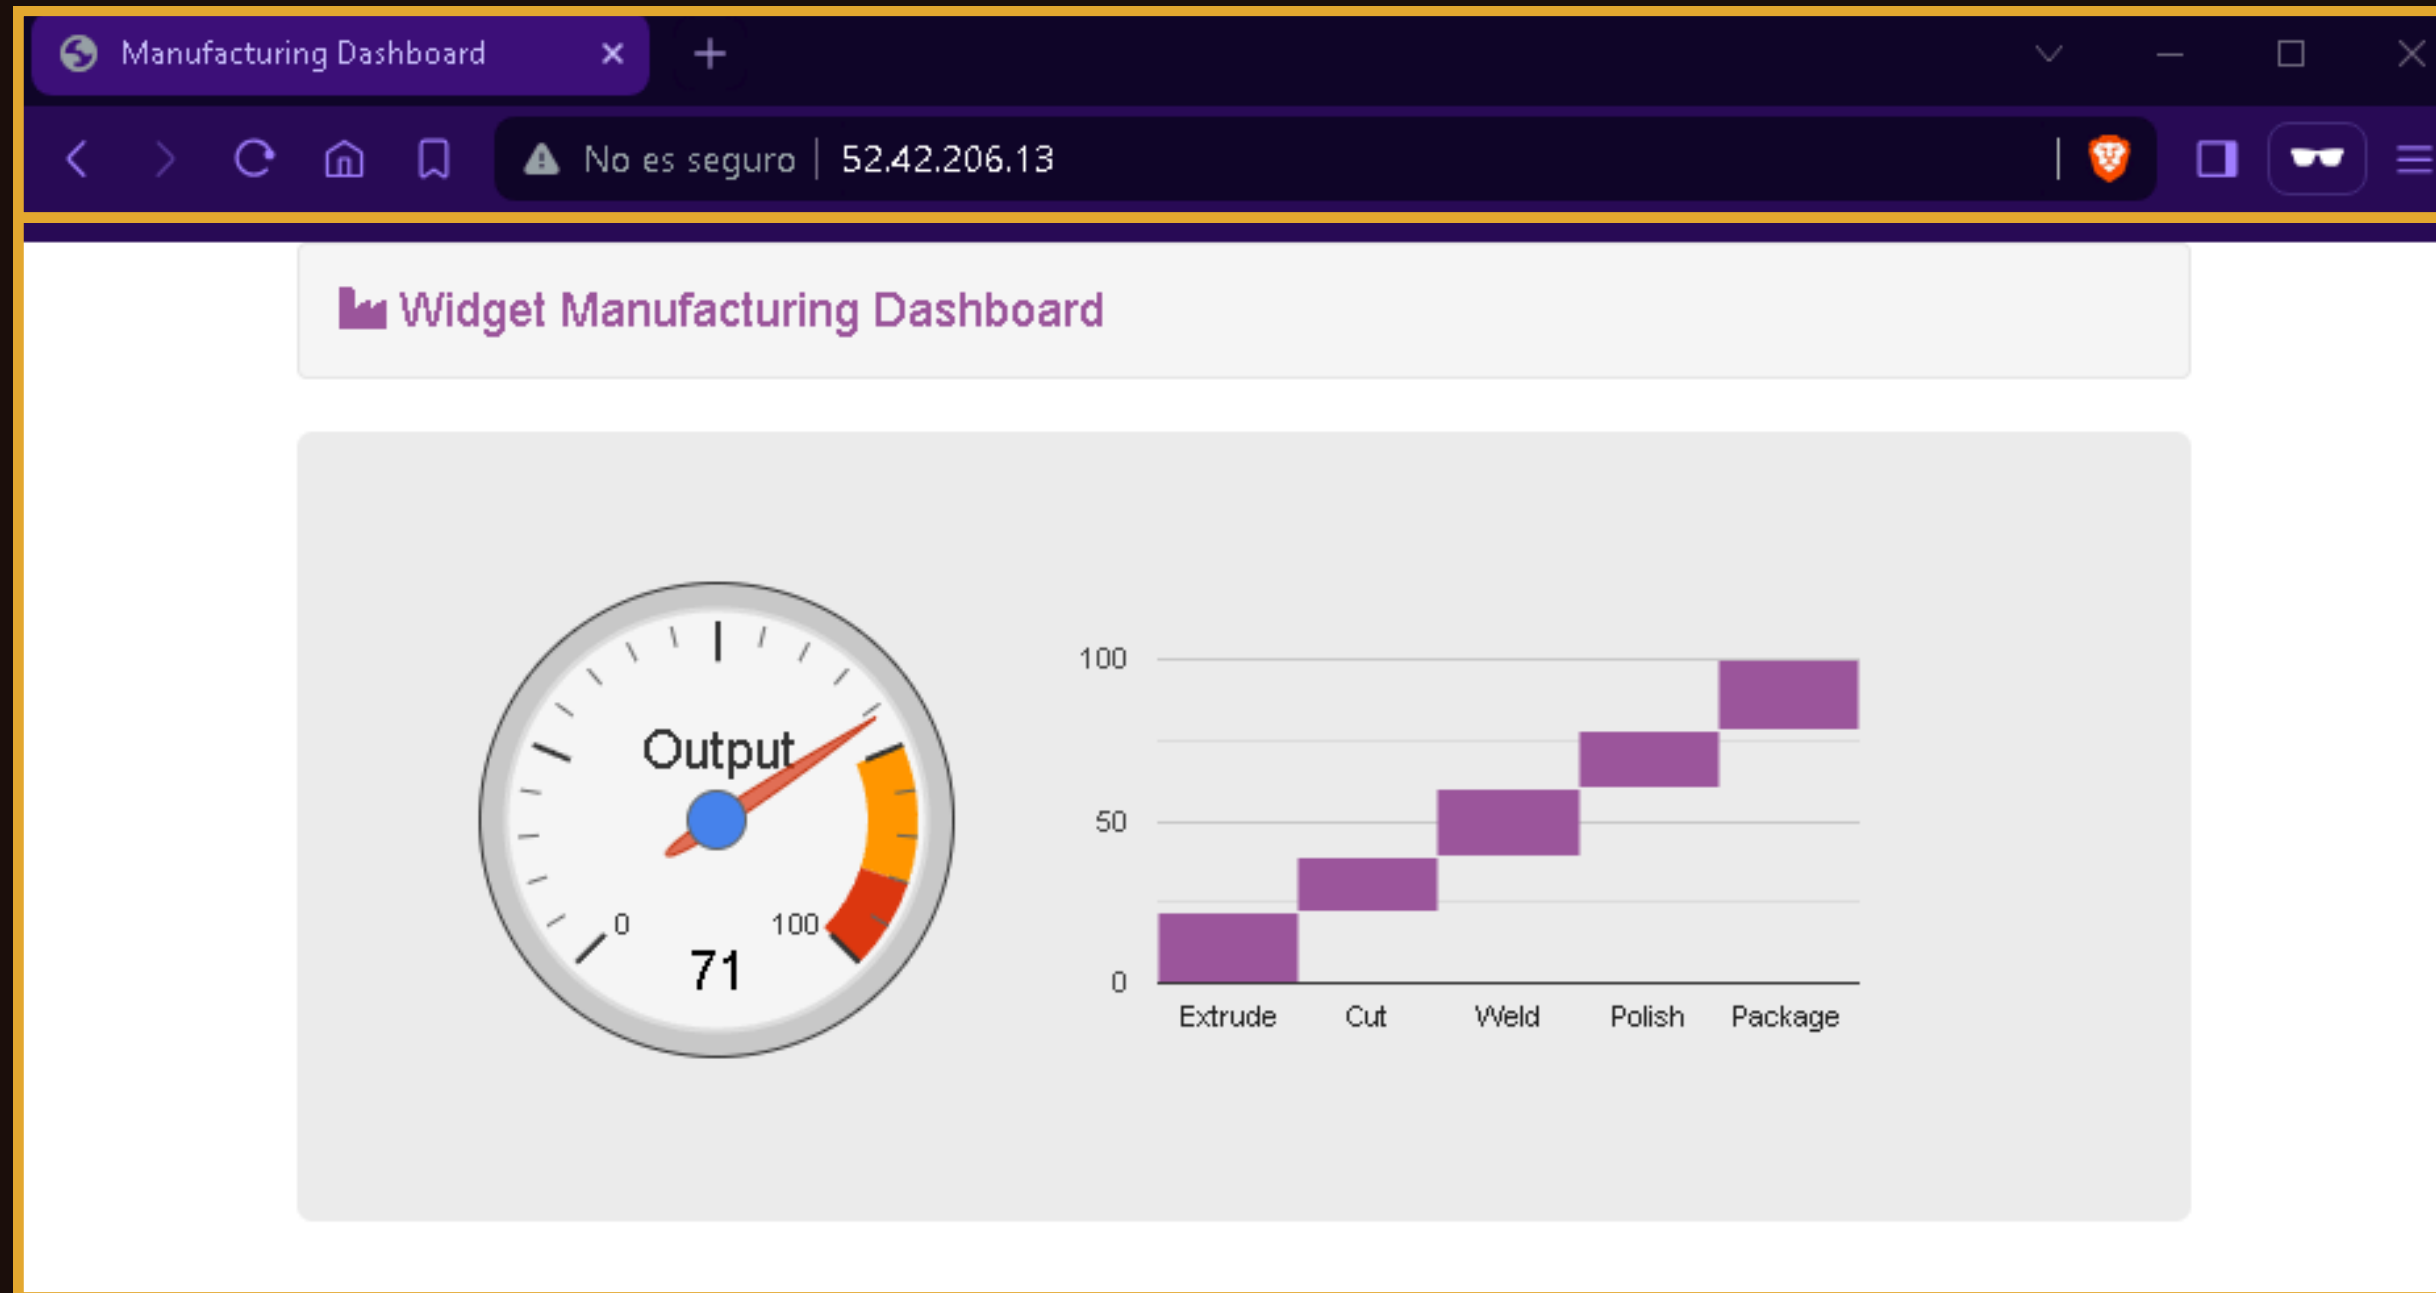 Manufacturing Dashboard
No es seguro | 52.42.206.13
Widget Manufacturing Dashboard
Output
0
100
71
100
50
0
Extrude Cut Weld Polish Package